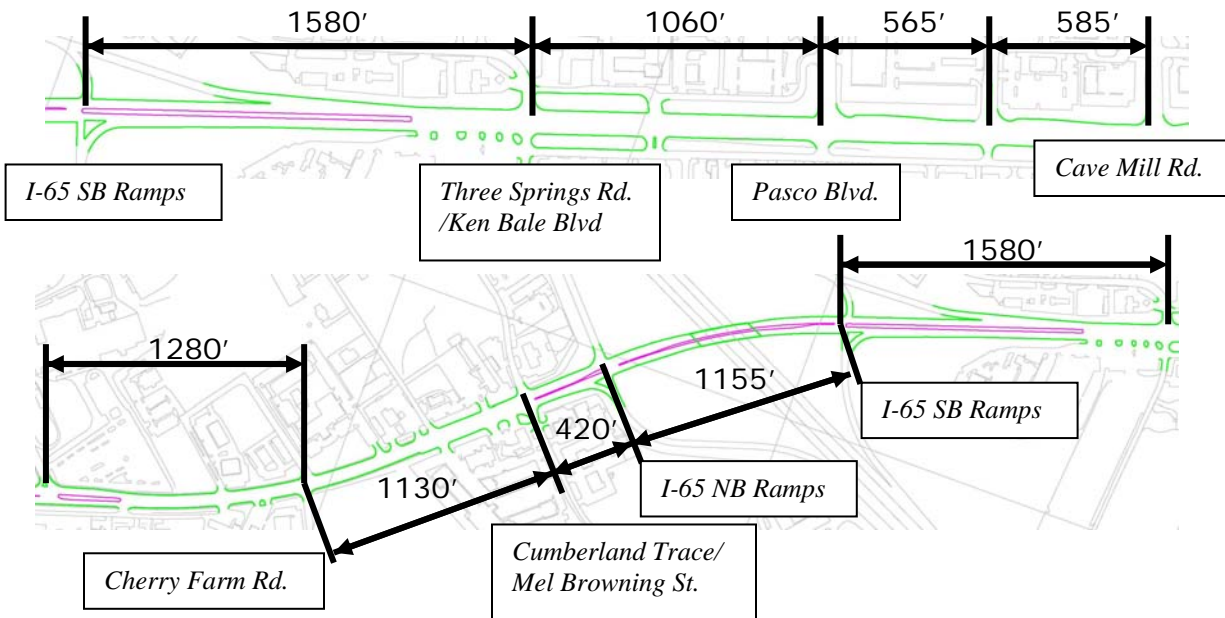 1580’
1060’
565’
585’
I-65 SB Ramps
Three Springs Rd.
/Ken Bale Blvd
Pasco Blvd.
Cave Mill Rd.
1580’
1280’
1155’
I-65 SB Ramps
420’
1130’
I-65 NB Ramps
Cherry Farm Rd.
Cumberland Trace/
Mel Browning St.